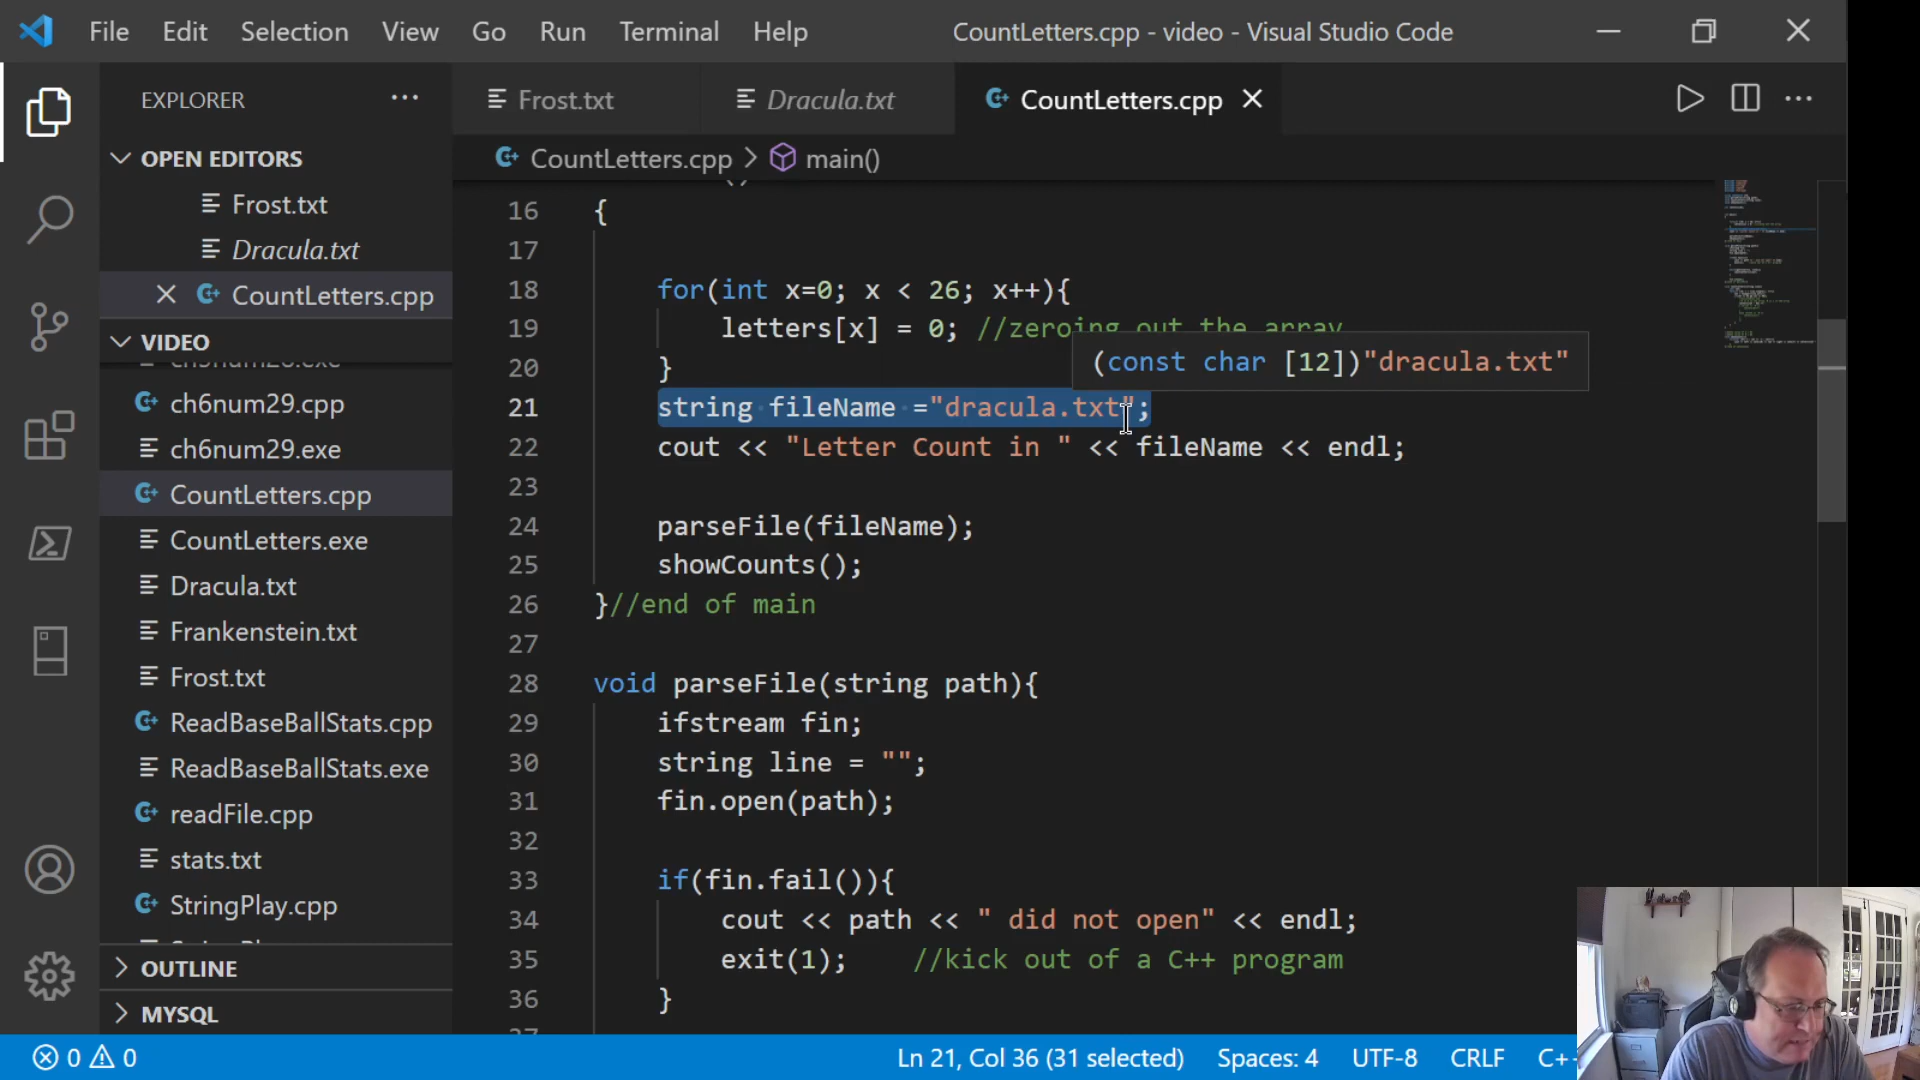 File Edit Selection View Go Run Terminal Help CountLetters.cpp - video - Visual Studio Code
EXPLORER
Frost.txt
Dracula.txt
CountLetters.cpp
OPEN EDITORS
Frost.txt
Dracula.txt
CountLetters.cpp
VIDEO
ch6num29.cpp
ch6num29.exe
CountLetters.cpp
CountLetters.exe
Dracula.txt
Frankenstein.txt
Frost.txt
ReadBaseBallStats.cpp
ReadBaseBallStats.exe
readFile.cpp
stats.txt
StringPlay.cpp
OUTLINE
MYSQL
CountLetters.cpp > main()
16 {
17
18 for(int x=0; x < 26; x++){
19 letters[x] = 0; //zeroing out the array
(const char [12])"dracula.txt"
20 }
21 string fileName ="dracula.txt";
22 cout << "Letter Count in " << fileName << endl;
23
24 parseFile(fileName);
25 showCounts();
26 }//end of main
27
28 void parseFile(string path){
29 ifstream fin;
30 string line = "";
31 fin.open(path);
32
33 if(fin.fail()){
34 cout << path << " did not open" << endl;
35 exit(1); //kick out of a C++ program
36 }
0 0 Ln 21, Col 36 (31 selected) Spaces: 4 UTF-8 CRLF